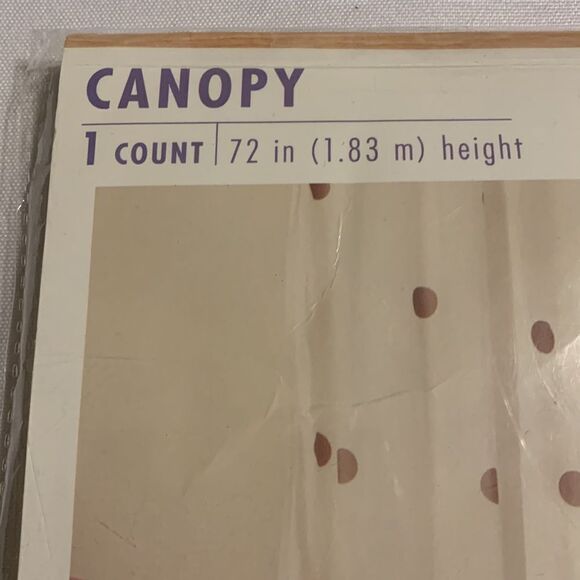 CANOPY
1 COUNT 72 in (1.83 m) height